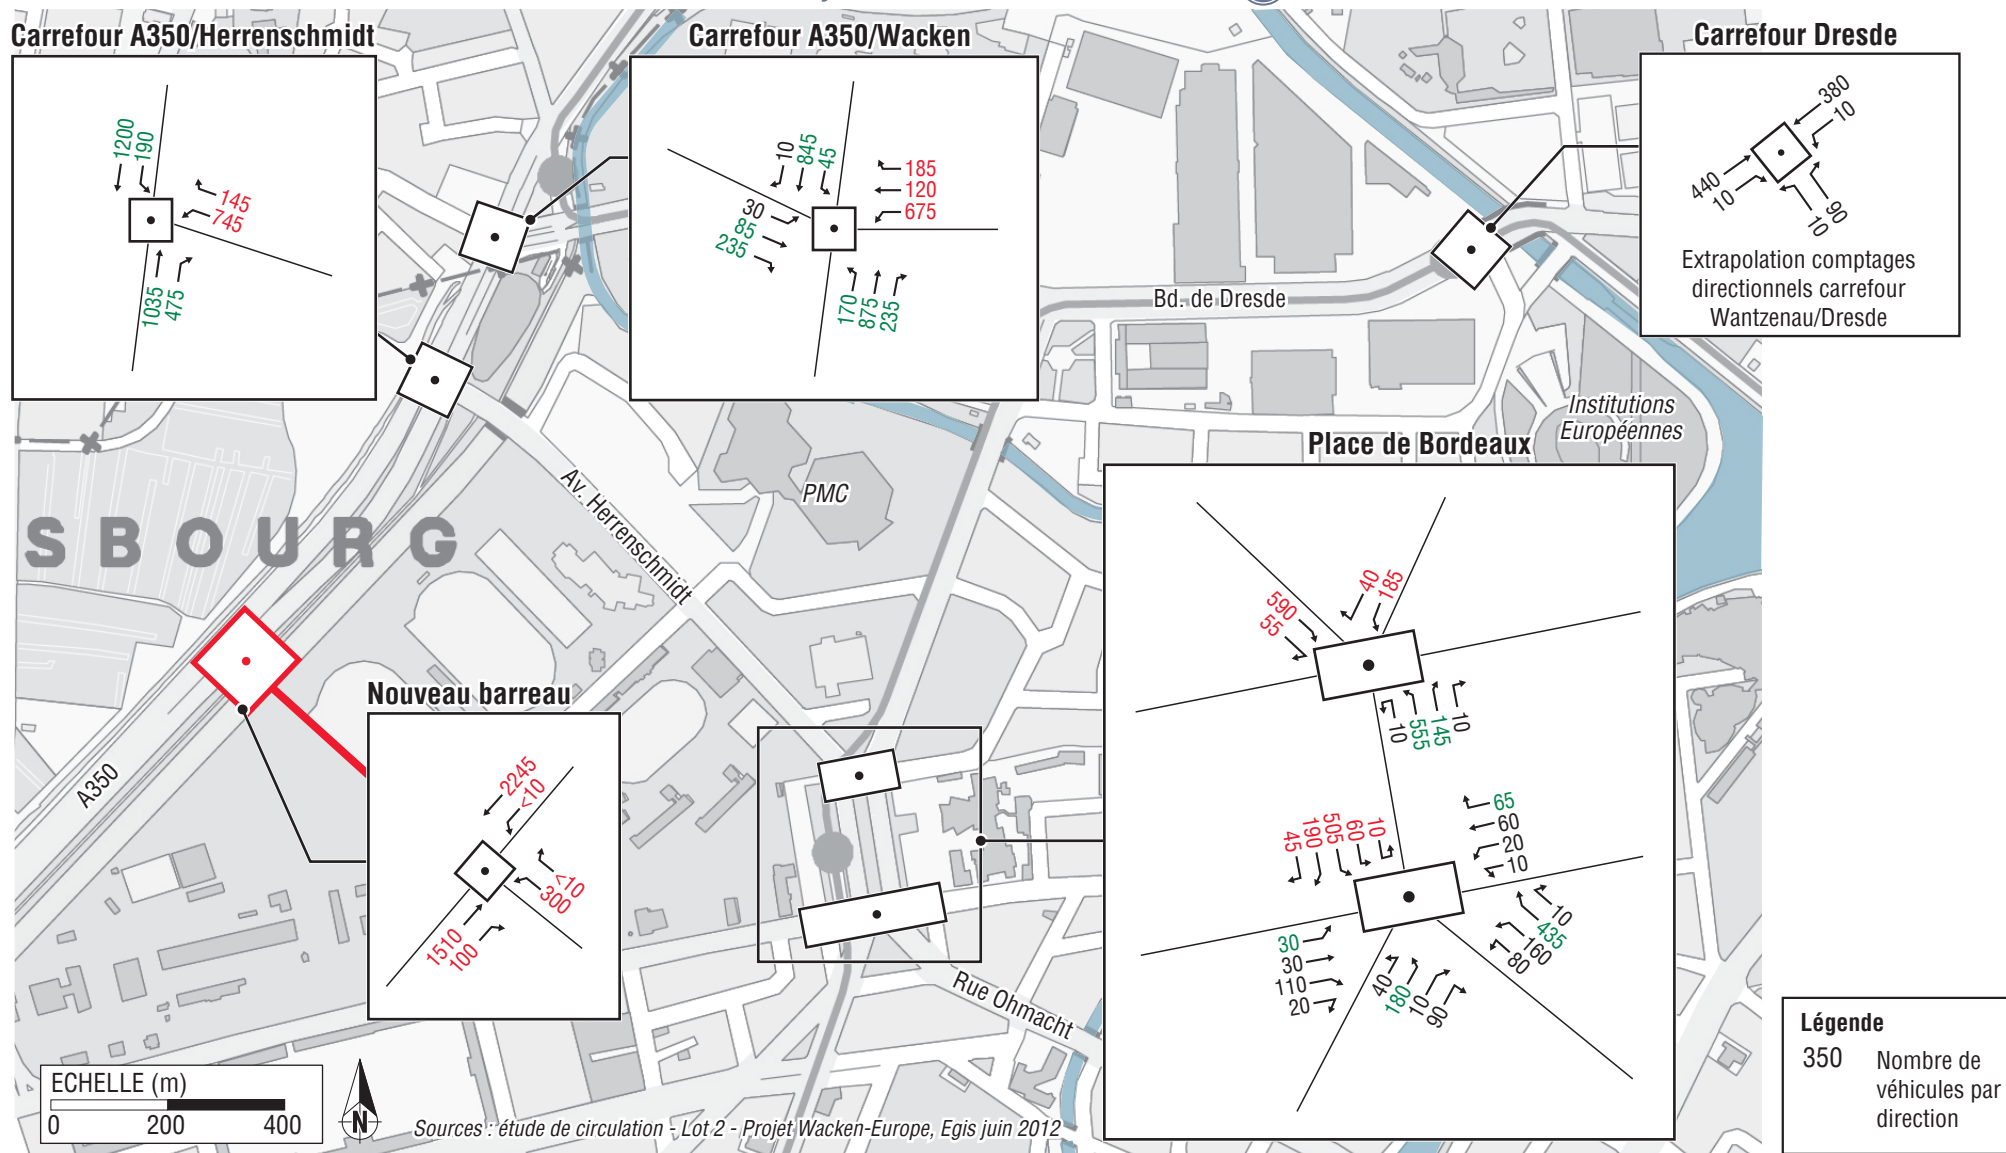 Carrefour A350/Herrenschmidt
1200
190
145
745
1035
475
Carrefour A350/Wacken
10
845
45
185
120
675
30
85
235
170
875
235
Carrefour Dresde
380
10
440
10
90
10
Extrapolation comptages
directionnels carrefour
Wantzenau/Dresde
Bd. de Dresde
Institutions
Européennes
PMC
Av. Herrenschmidt
SBOURG
A350
Nouveau barreau
2245
<10
<10
300
1510
100
Place de Bordeaux
590
55
40
185
10
555
145
10
45
190
505
60
10
65
60
20
10
10
435
160
80
30
30
110
20
40
180
10
90
Rue Ohmacht
ECHELLE (m)
0 200 400
N
Sources : étude de circulation - Lot 2 - Projet Wacken-Europe, Egis juin 2012
Légende
350 Nombre de
véhicules par
direction